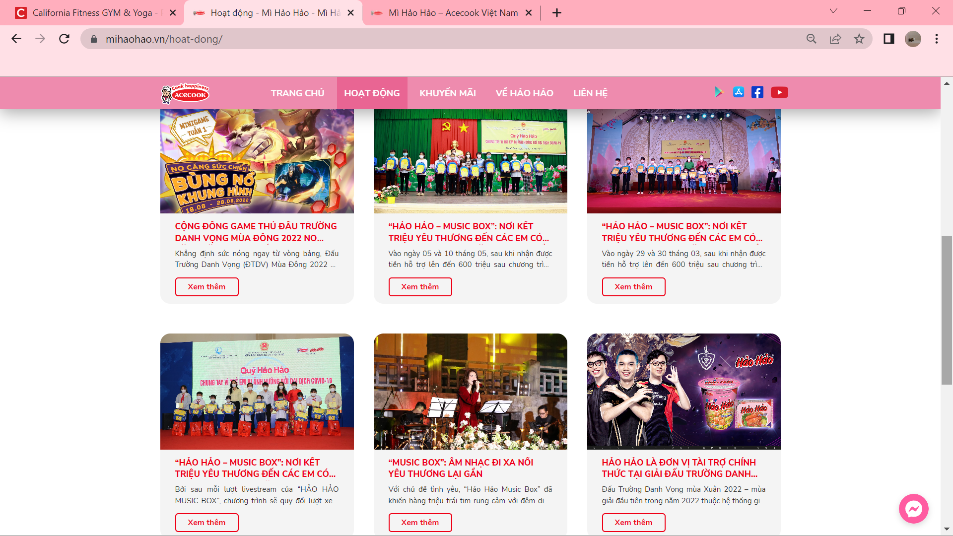 California Fitness GYM & Yoga -
Hoạt động - Mì Hảo Hảo - Mì Hả
Mì Hảo Hảo – Acecook Việt Nam
mihaohao.vn/hoat-dong/
Cook happiness
ACECOOK
TRANG CHỦ
HOẠT ĐỘNG
KHUYẾN MÃI
VỀ HẢO HẢO
LIÊN HỆ
MINIGAME
TUẦN 1
NO CĂNG SỨC CHIẾN
BÙNG NỔ
KHUNG HÌNH
Quỹ Hảo Hảo
CỘNG ĐỒNG GAME THỦ ĐẤU TRƯỜNG
DANH VỌNG MÙA ĐÔNG 2022 NO...
Khẳng định sức nóng ngay từ vòng bảng, Đấu
Trường Danh Vọng (ĐTDV) Mùa Đông 2022 ...
Xem thêm
“HẢO HẢO – MUSIC BOX”: NƠI KẾT
TRIỆU YÊU THƯƠNG ĐẾN CÁC EM CÓ...
Vào ngày 05 và 10 tháng 05, sau khi nhận được
tiền hỗ trợ lên đến 600 triệu sau chương trì...
Xem thêm
“HẢO HẢO – MUSIC BOX”: NƠI KẾT
TRIỆU YÊU THƯƠNG ĐẾN CÁC EM CÓ...
Vào ngày 29 và 30 tháng 03, sau khi nhận được
tiền hỗ trợ lên đến 600 triệu sau chương trì...
Xem thêm
Quỹ Hảo Hảo
Hảo Hảo
“HẢO HẢO – MUSIC BOX”: NƠI KẾT
TRIỆU YÊU THƯƠNG ĐẾN CÁC EM CÓ...
Bởi sau mỗi lượt livestream của “HẢO HẢO
MUSIC BOX”, chương trình sẽ quy đổi lượt xe...
Xem thêm
“MUSIC BOX”: ÂM NHẠC ĐI XA NỐI
YÊU THƯƠNG LẠI GẦN
Với chủ đề tình yêu, “Hảo Hảo Music Box” đã
khiến hàng triệu trái tim rung cảm với đêm di
Xem thêm
HẢO HẢO LÀ ĐƠN VỊ TÀI TRỢ CHÍNH
THỨC TẠI GIẢI ĐẤU TRƯỜNG DANH...
Đấu Trường Danh Vọng mùa Xuân 2022 – mùa
giải đầu tiên trong năm 2022 thuộc hệ thống gi
Xem thêm